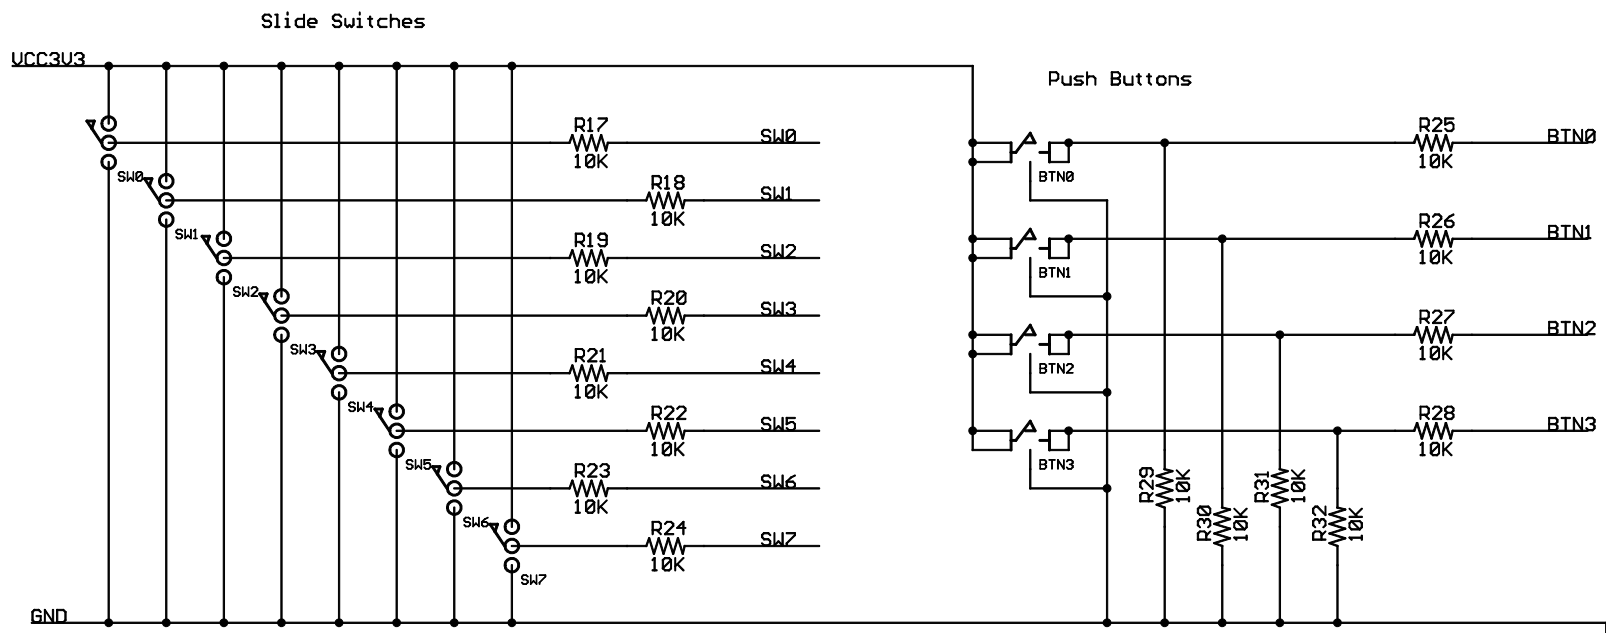 Slide Switches
VCC3V3
Push Buttons
R17
10K
SW0
SW0
R18
10K
SW1
SW1
R19
10K
SW2
SW2
R20
10K
SW3
SW3
R21
10K
SW4
SW4
R22
10K
SW5
SW5
R23
10K
SW6
SW6
R24
10K
SW7
SW7
GND
BTN0
R25
10K
BTN0
BTN1
R26
10K
BTN1
BTN2
R27
10K
BTN2
BTN3
R28
10K
BTN3
R29
10K
R30
10K
R31
10K
R32
10K